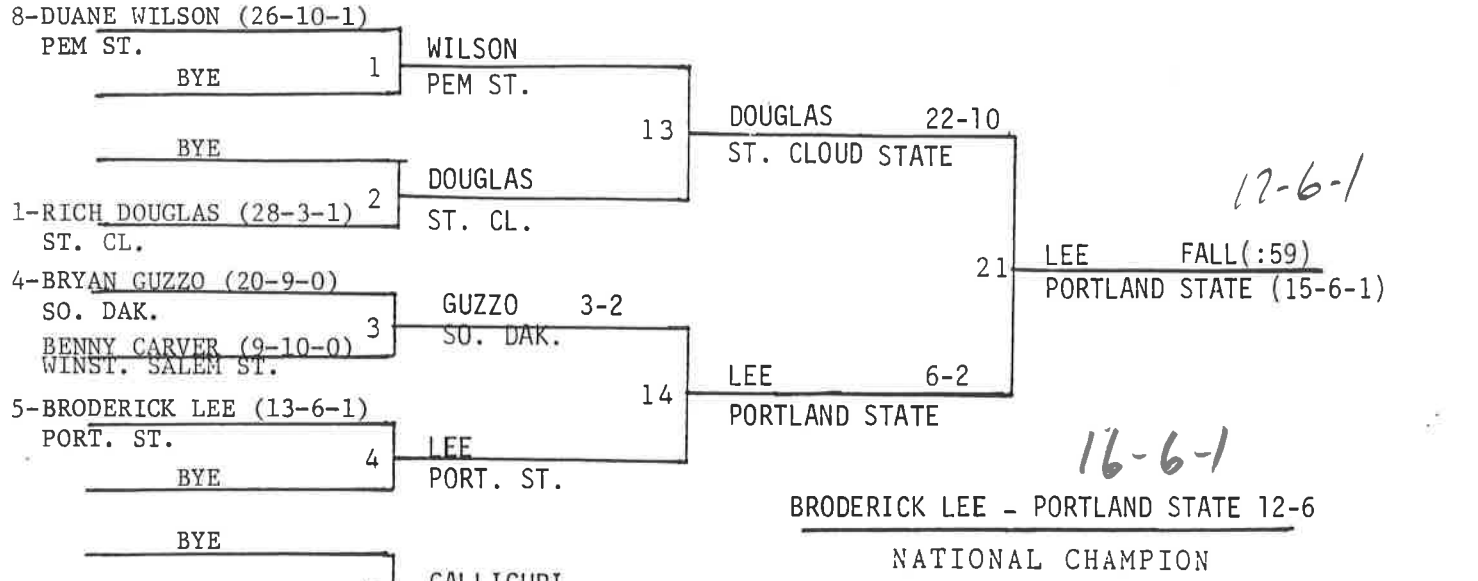 8-DUANE WILSON (26-10-1)
PEM ST.
BYE
1
WILSON
PEM ST.
BYE
2
1-RICH DOUGLAS (28-3-1)
ST. CL.
DOUGLAS
ST. CL.
13
DOUGLAS 22-10
ST. CLOUD STATE
4-BRYAN GUZZO (20-9-0)
SO. DAK.
3
BENNY CARVER (9-10-0)
WINST. SALEM ST.
GUZZO 3-2
SO. DAK.
5-BRODERICK LEE (13-6-1)
PORT. ST.
4
BYE
LEE
PORT. ST.
14
LEE 6-2
PORTLAND STATE
21
17-6-1
LEE FALL(:59)
PORTLAND STATE (15-6-1)
16-6-1
BRODERICK LEE - PORTLAND STATE 12-6
NATIONAL CHAMPION
BYE